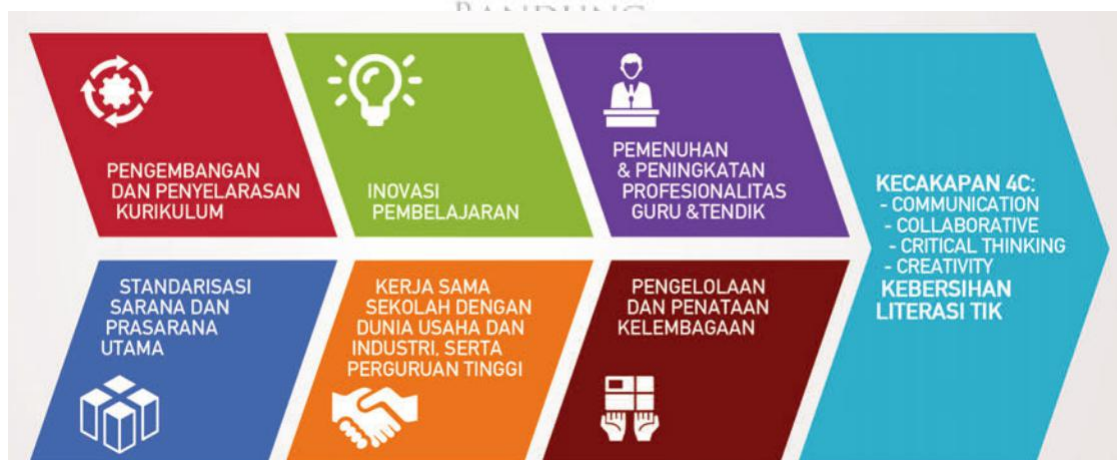 BANDUNG
PENGEMBANGAN
DAN PENYELARASAN
KURIKULUM
INOVASI
PEMBELAJARAN
PEMENUHAN
& PENINGKATAN
PROFESIONALITAS
GURU &TENDIK
STANDARISASI
SARANA DAN
PRASARANA
UTAMA
KERJA SAMA
SEKOLAH DENGAN
DUNIA USAHA DAN
INDUSTRI, SERTA
PERGURUAN TINGGI
PENGELOLAAN
DAN PENATAAN
KELEMBAGAAN
KECAKAPAN 4C:
- COMMUNICATION
- COLLABORATIVE
- CRITICAL THINKING
- CREATIVITY
KEBERSIHAN
LITERASI TIK